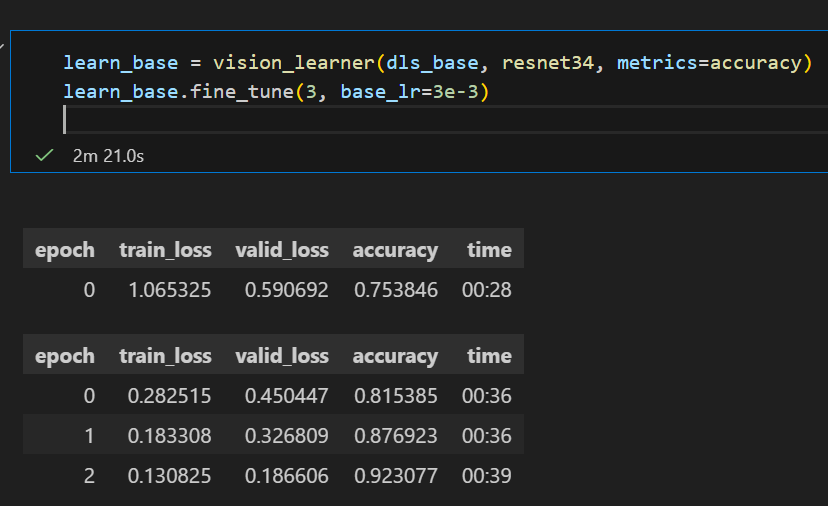 learn_base = vision_learner(dls_base, resnet34, metrics=accuracy)
learn_base.fine_tune(3, base_lr=3e-3)
2m 21.0s
epoch train_loss valid_loss accuracy time
0 1.065325 0.590692 0.753846 00:28
epoch train_loss valid_loss accuracy time
0 0.282515 0.450447 0.815385 00:36
1 0.183308 0.326809 0.876923 00:36
2 0.130825 0.186606 0.923077 00:39